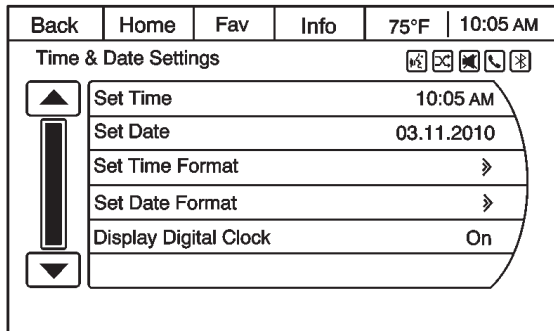 Back Home Fav Info 75°F 10:05 AM
Time & Date Settings
Set Time 10:05 AM
Set Date 03.11.2010
Set Time Format
Set Date Format
Display Digital Clock On